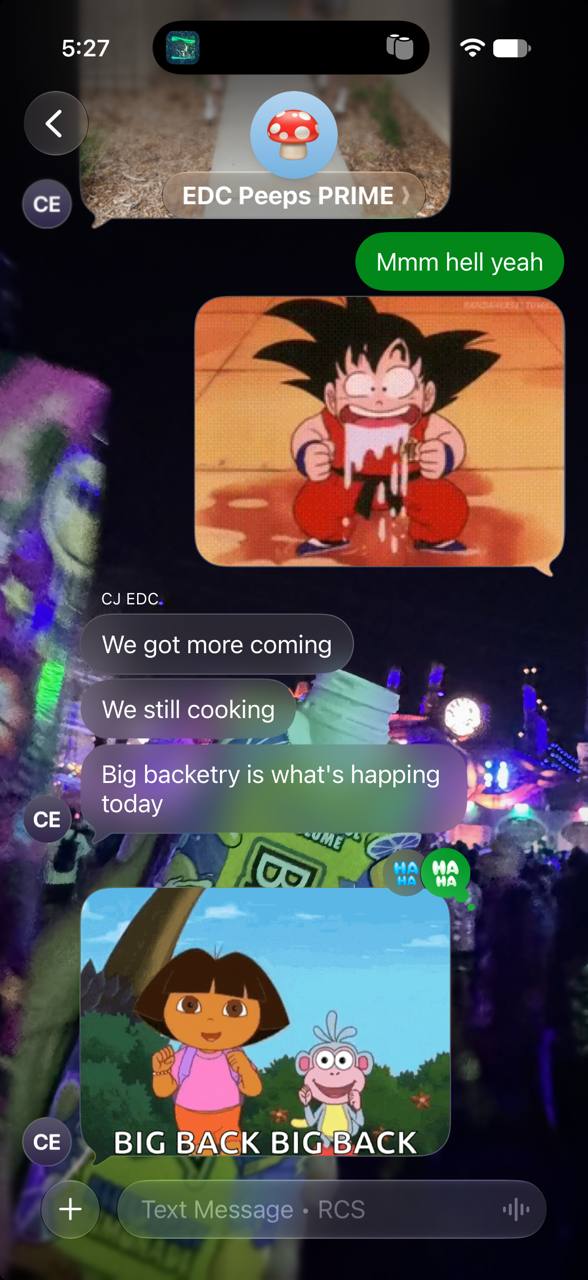 5:27
EDC Peeps PRIME
CE
Mmm hell yeah
CJ EDC
We got more coming
We still cooking
Big backetry is what's happing
today
CE
HA
HA
HA
HA
BIG BACK BIG BACK
CE
Text Message • RCS